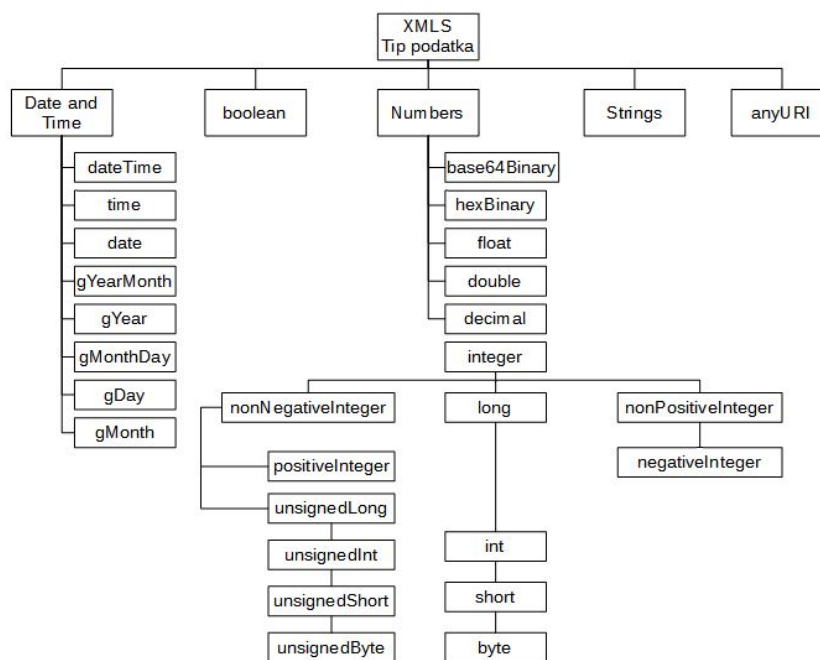 XMLS
Tip podatka
Date and
Time
boolean
Numbers
Strings
anyURI
dateTime
time
date
gYearMonth
gYear
gMonthDay
gDay
gMonth
base64Binary
hexBinary
float
double
decimal
integer
nonNegativeInteger
long
nonPositiveInteger
positiveInteger
negativeInteger
unsignedLong
unsignedInt
int
unsignedShort
short
unsignedByte
byte